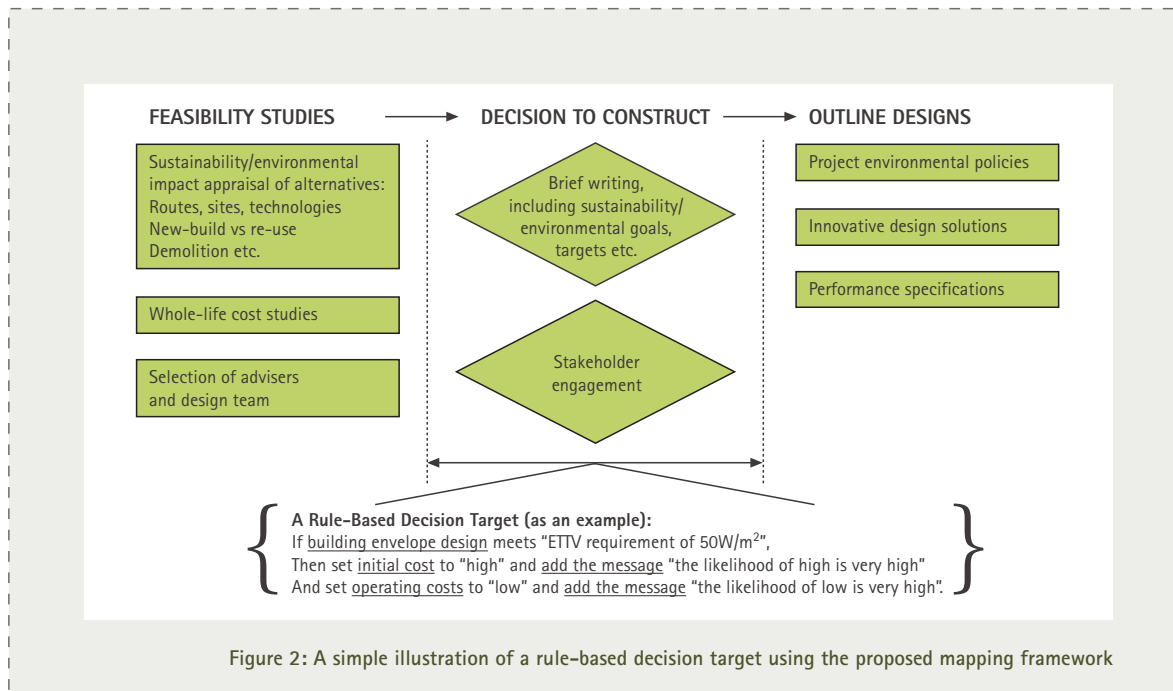 FEASIBILITY STUDIES
DECISION TO CONSTRUCT
OUTLINE DESIGNS
Sustainability/environmental
impact appraisal of alternatives:
Routes, sites, technologies
New-build vs re-use
Demolition etc.
Whole-life cost studies
Selection of advisers
and design team
Brief writing,
including sustainability/
environmental goals,
targets etc.
Stakeholder
engagement
Project environmental policies
Innovative design solutions
Performance specifications
A Rule-Based Decision Target (as an example):
If building envelope design meets “ETTV requirement of 50W/m²”,
Then set initial cost to “high” and add the message “the likelihood of high is very high”
And set operating costs to “low” and add the message “the likelihood of low is very high”.
Figure 2: A simple illustration of a rule-based decision target using the proposed mapping framework